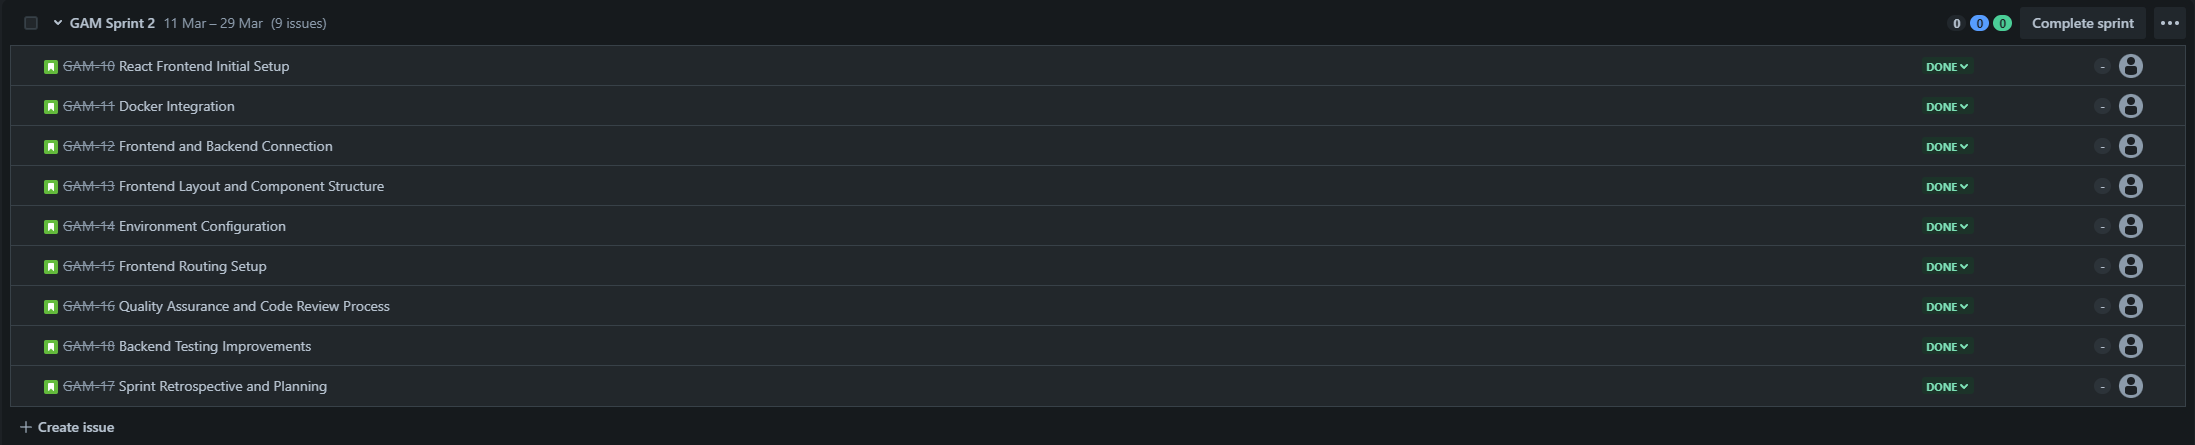 GAM Sprint 2 11 Mar – 29 Mar (9 issues) 0 0 0 Complete sprint
GAM-10 React Frontend Initial Setup DONE -
GAM-11 Docker Integration DONE -
GAM-12 Frontend and Backend Connection DONE -
GAM-13 Frontend Layout and Component Structure DONE -
GAM-14 Environment Configuration DONE -
GAM-15 Frontend Routing Setup DONE -
GAM-16 Quality Assurance and Code Review Process DONE -
GAM-18 Backend Testing Improvements DONE -
GAM-17 Sprint Retrospective and Planning DONE -
+ Create issue